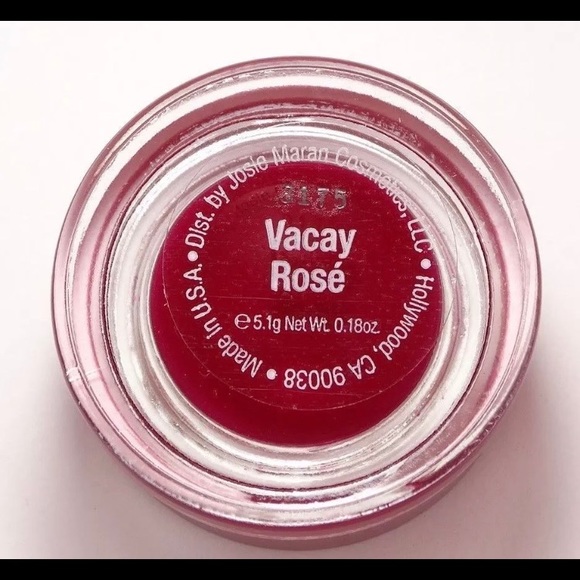 8175
Vacay
Rosé
℮ 5.1g Net Wt. 0.18oz.
Made in U.S.A. • Dist. by Josie Maran Cosmetics, LLC • Hollywood, CA 90038 •